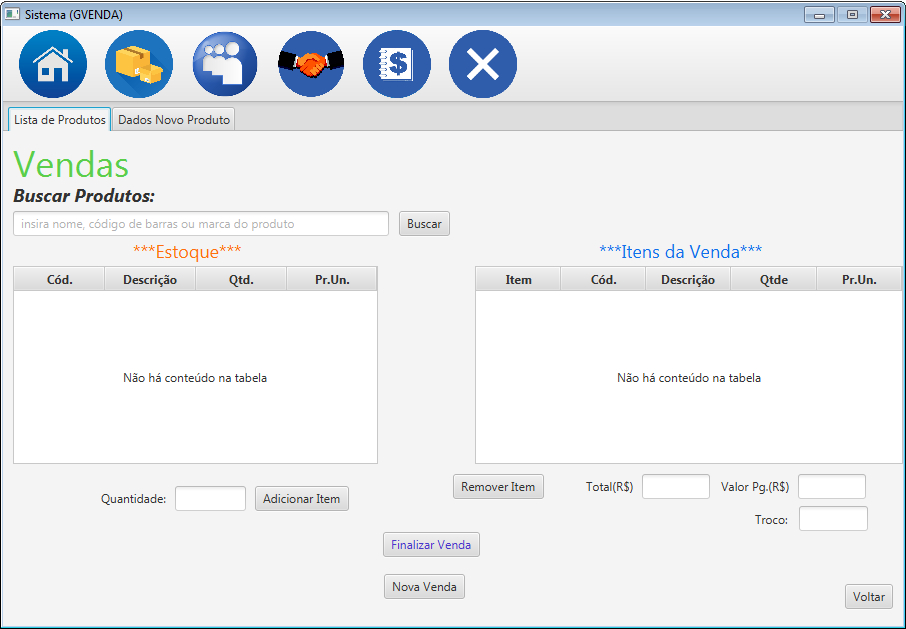 Sistema (GVENDA)
$
Lista de Produtos Dados Novo Produto
Vendas
Buscar Produtos:
insira nome, código de barras ou marca do produto Buscar
***Estoque*** ***Itens da Venda***
Cód. Descrição Qtd. Pr.Un. Item Cód. Descrição Qtde Pr.Un.
Não há conteúdo na tabela Não há conteúdo na tabela
Remover Item Total(R$) Valor Pg.(R$)
Quantidade: Adicionar Item
Troco:
Finalizar Venda
Nova Venda
Voltar